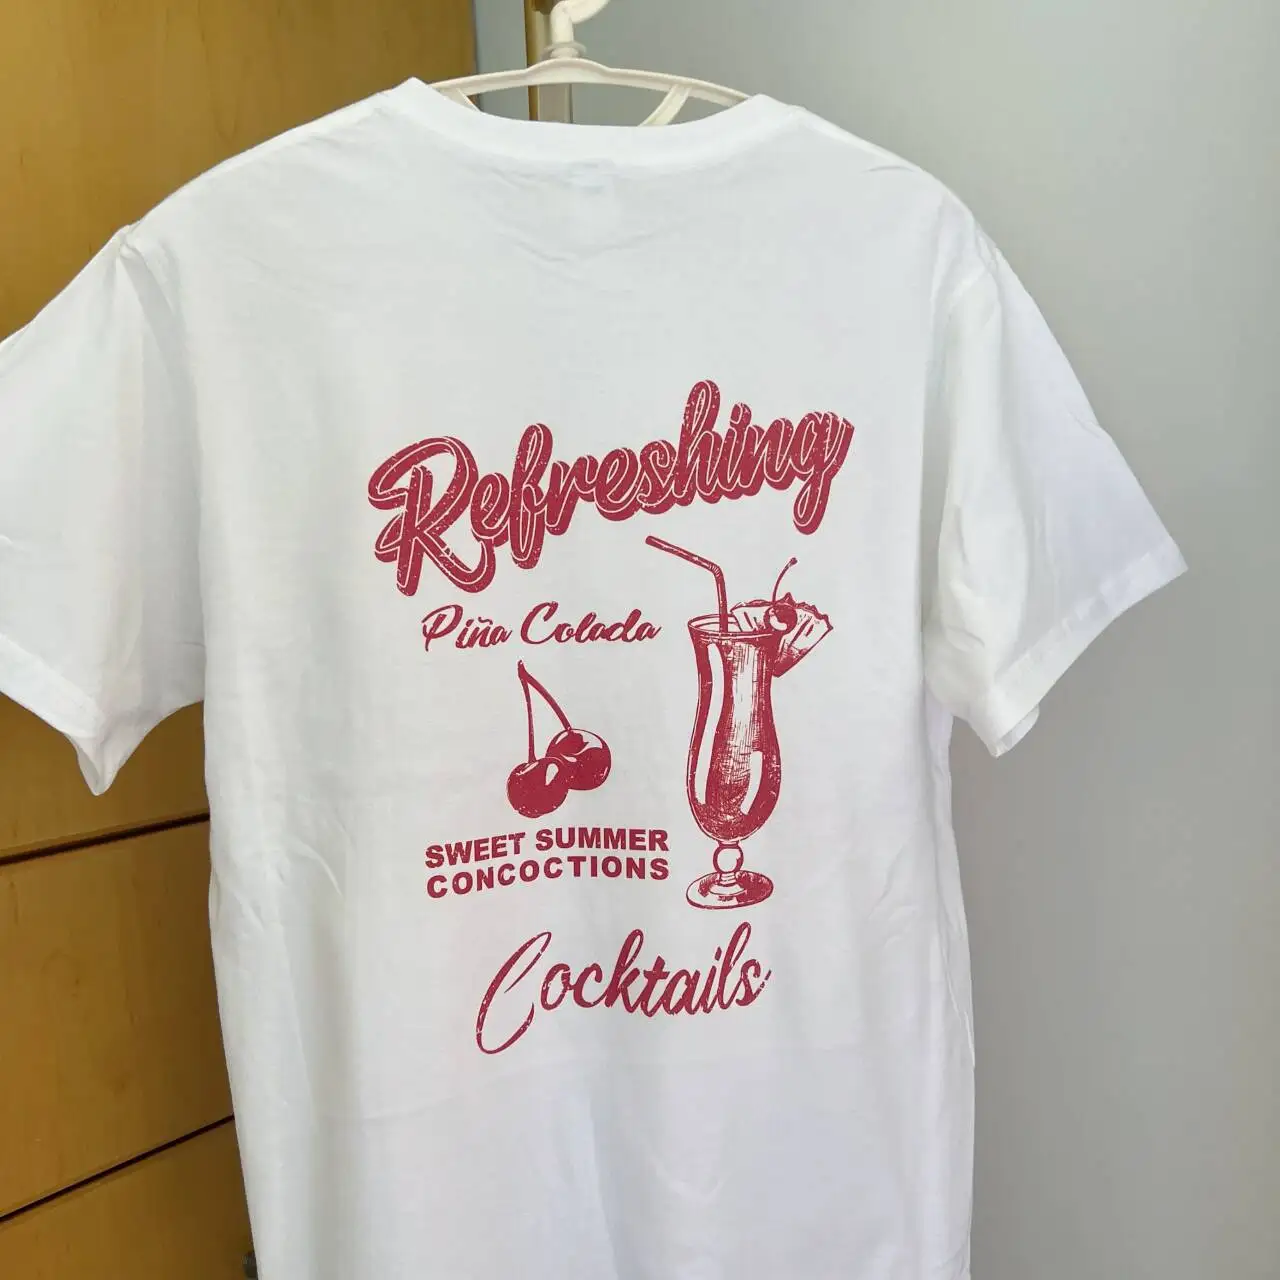 Refreshing
Piña Colada
SWEET SUMMER
CONCOCTIONS
Cocktails